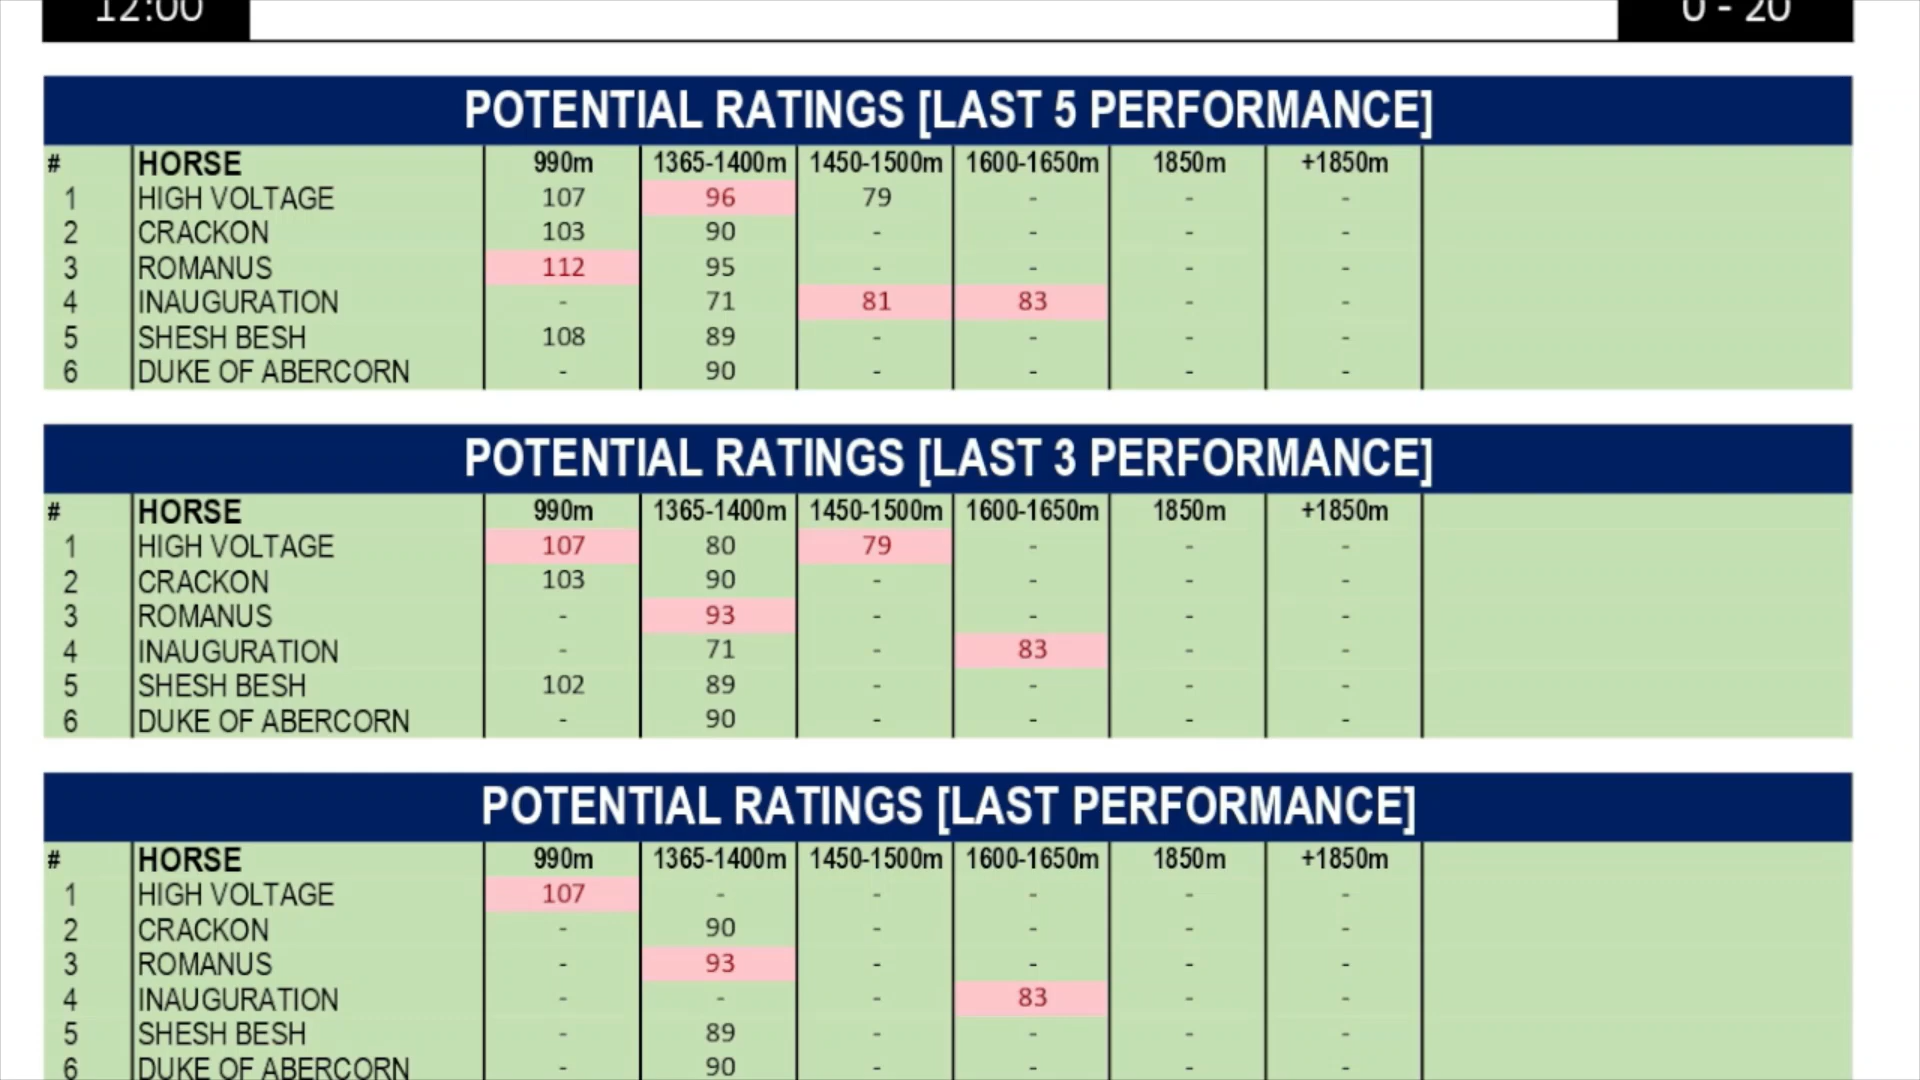 12:00 0 - 20
POTENTIAL RATINGS [LAST 5 PERFORMANCE]
# HORSE 990m 1365-1400m 1450-1500m 1600-1650m 1850m +1850m
1 HIGH VOLTAGE 107 96 79 - - -
2 CRACKON 103 90 - - - -
3 ROMANUS 112 95 - - - -
4 INAUGURATION - 71 81 83 - -
5 SHESH BESH 108 89 - - - -
6 DUKE OF ABERCORN - 90 - - - -
POTENTIAL RATINGS [LAST 3 PERFORMANCE]
# HORSE 990m 1365-1400m 1450-1500m 1600-1650m 1850m +1850m
1 HIGH VOLTAGE 107 80 79 - - -
2 CRACKON 103 90 - - - -
3 ROMANUS - 93 - - - -
4 INAUGURATION - 71 - 83 - -
5 SHESH BESH 102 89 - - - -
6 DUKE OF ABERCORN - 90 - - - -
POTENTIAL RATINGS [LAST PERFORMANCE]
# HORSE 990m 1365-1400m 1450-1500m 1600-1650m 1850m +1850m
1 HIGH VOLTAGE 107 - - - - -
2 CRACKON - 90 - - - -
3 ROMANUS - 93 - - - -
4 INAUGURATION - - - 83 - -
5 SHESH BESH - 89 - - - -
6 DUKE OF ABERCORN - 90 - - - -